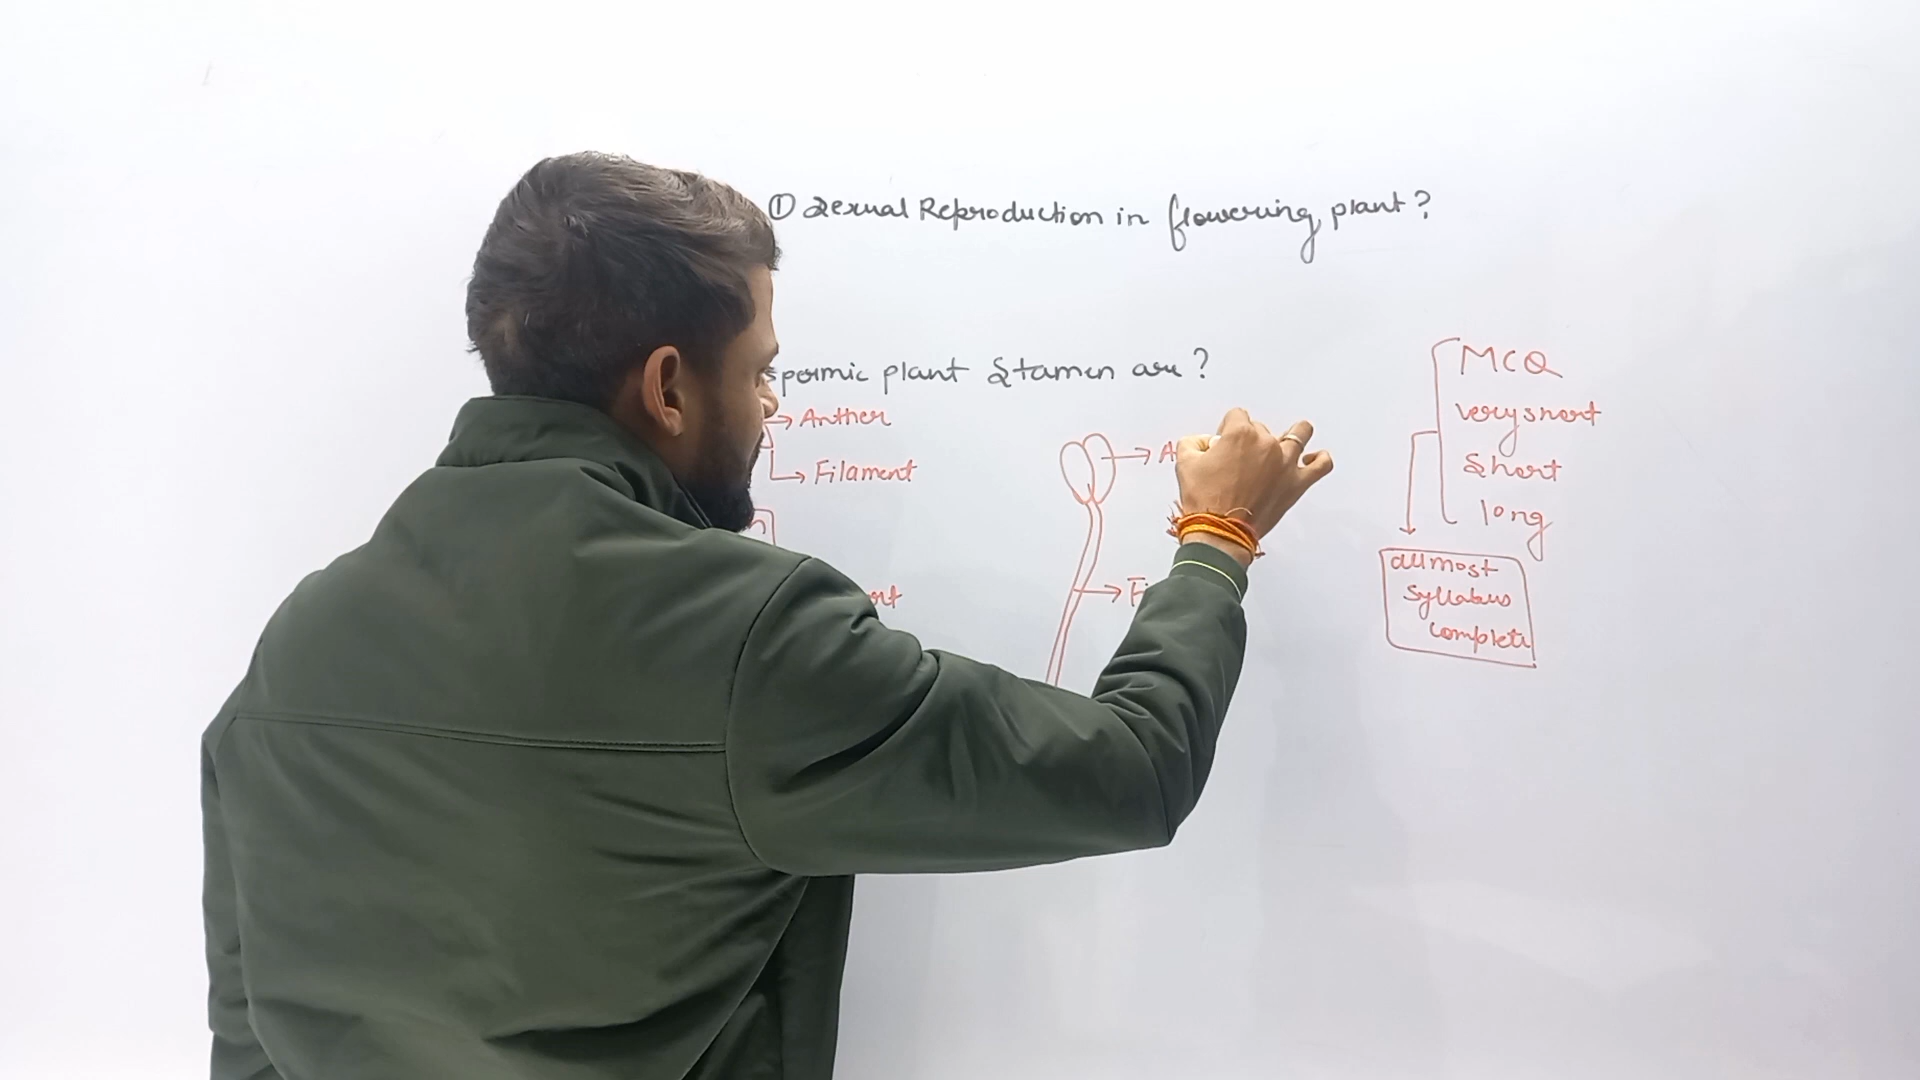 ① Sexual Reproduction in flowering plant?
spermic plant Stamen are?
Anther
Filament
MCQ
very short
Short
long
allmost
Syllabus
complete